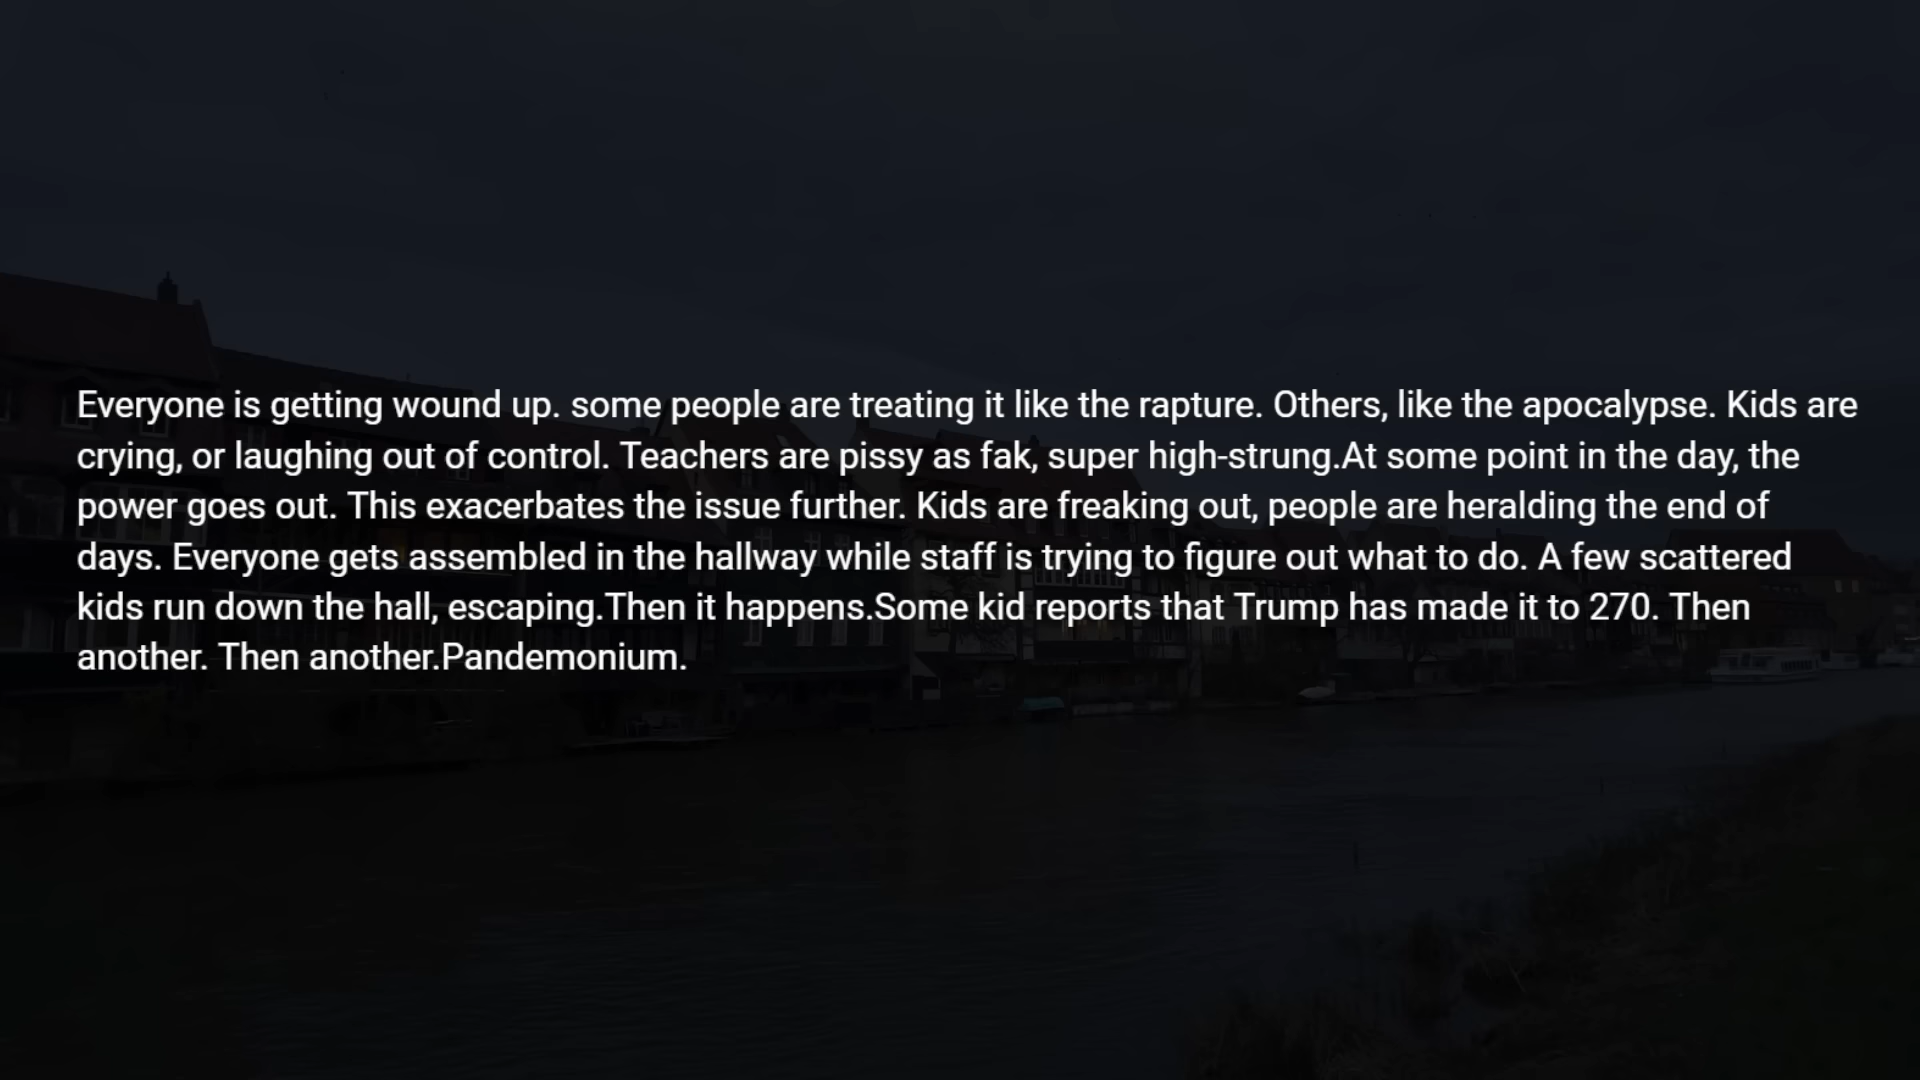 Everyone is getting wound up. some people are treating it like the rapture. Others, like the apocalypse. Kids are
crying, or laughing out of control. Teachers are pissy as fak, super high-strung.At some point in the day, the
power goes out. This exacerbates the issue further. Kids are freaking out, people are heralding the end of
days. Everyone gets assembled in the hallway while staff is trying to figure out what to do. A few scattered
kids run down the hall, escaping.Then it happens.Some kid reports that Trump has made it to 270. Then
another. Then another.Pandemonium.